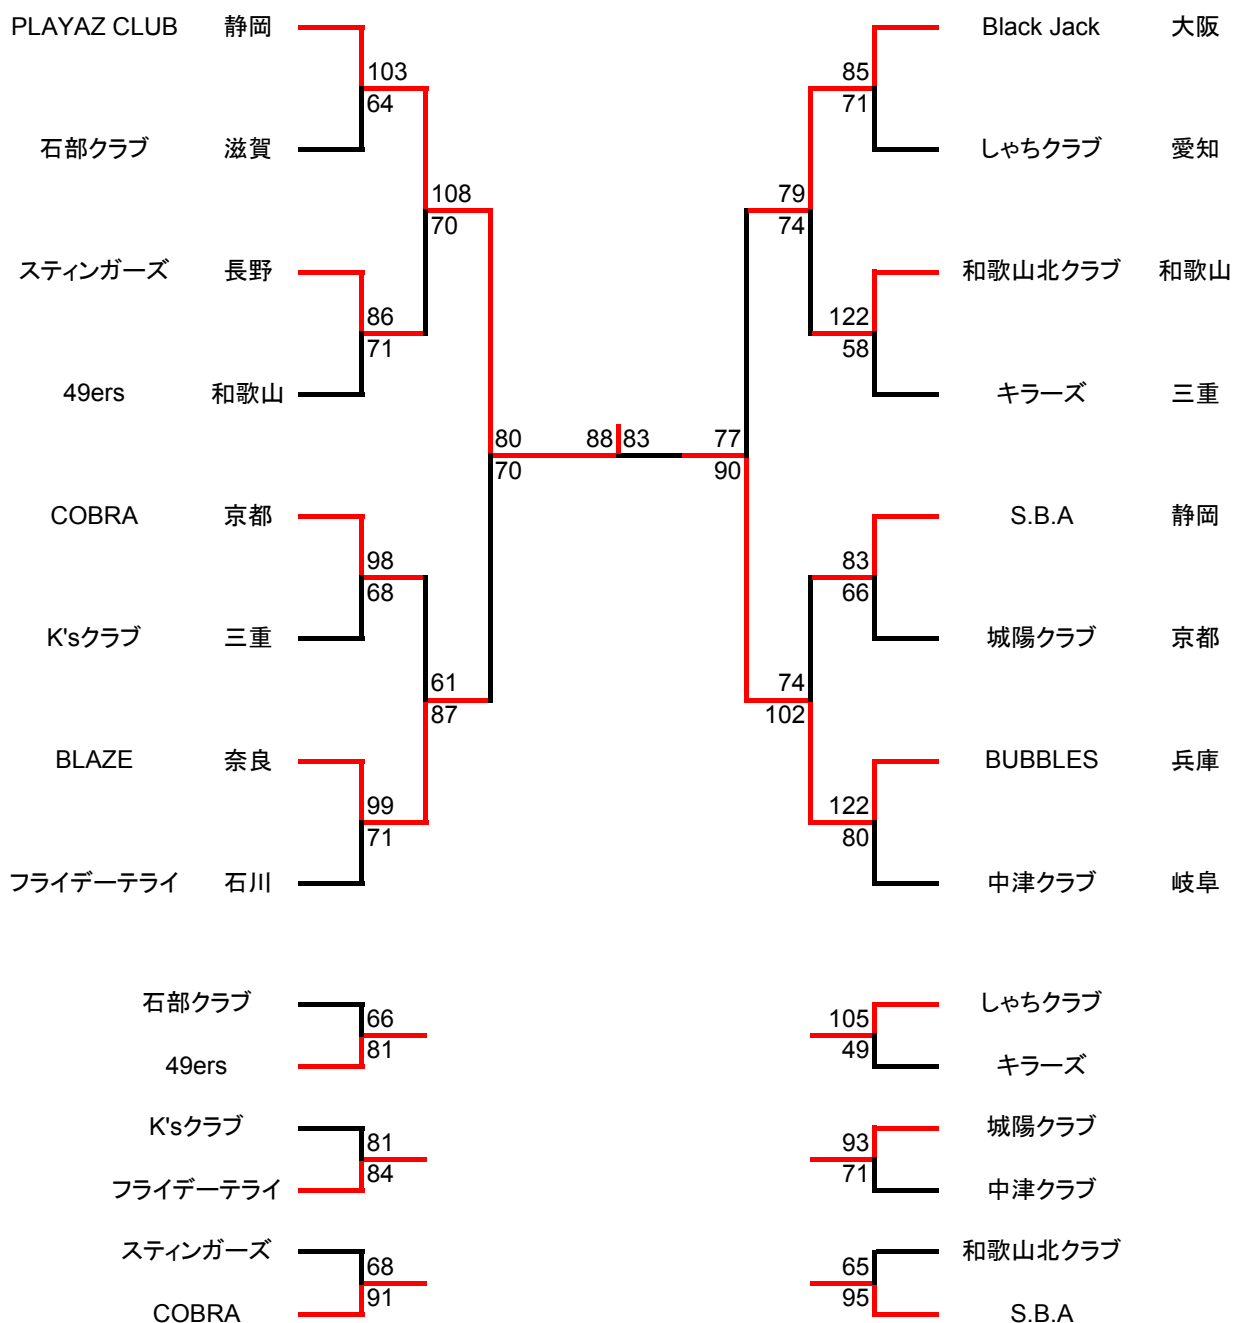 PLAYAZ CLUB 静岡 Black Jack 大阪
103 85
64 71
石部クラブ 滋賀 しゃちクラブ 愛知
108 79
70 74
スティンガーズ 長野 和歌山北クラブ 和歌山
86 122
71 58
49ers 和歌山 キラーズ 三重
80 88 83 77
70 90
COBRA 京都 S.B.A 静岡
98 83
68 66
K'sクラブ 三重 城陽クラブ 京都
61 74
87 102
BLAZE 奈良 BUBBLES 兵庫
99 122
71 80
フライデーテライ 石川 中津クラブ 岐阜
石部クラブ しゃちクラブ
66 105
81 49
49ers キラーズ
K'sクラブ 城陽クラブ
81 93
84 71
フライデーテライ 中津クラブ
スティンガーズ 和歌山北クラブ
68 65
91 95
COBRA S.B.A